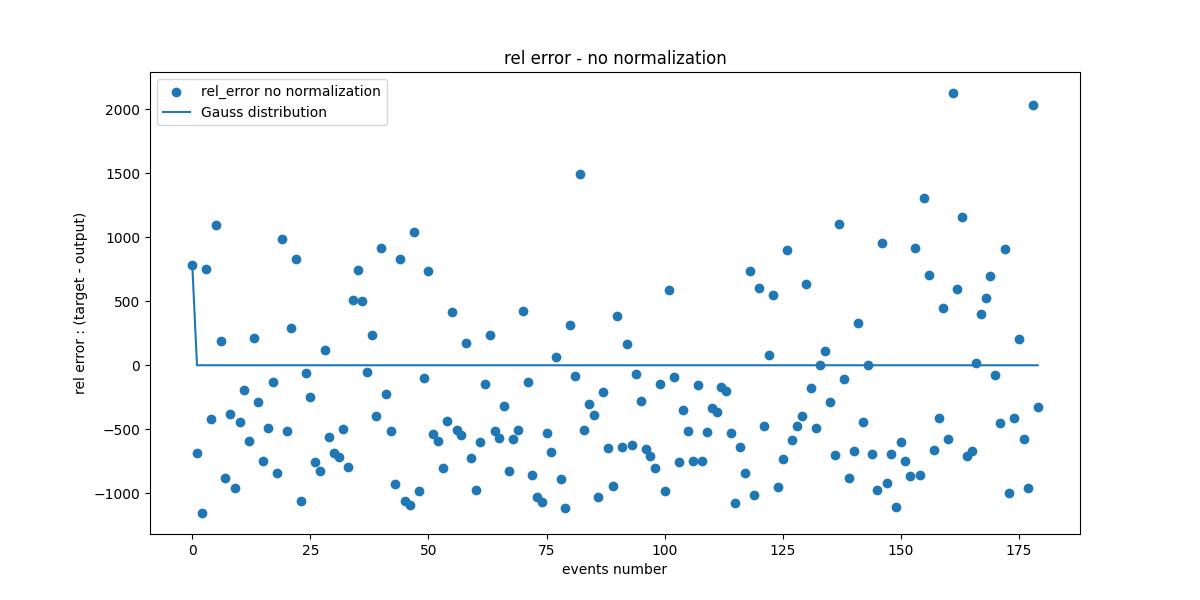 rel error - no normalization
rel_error no normalization
Gauss distribution
2000
1500
1000
500
0
−500
−1000
rel error : (target - output)
0 25 50 75 100 125 150 175
events number